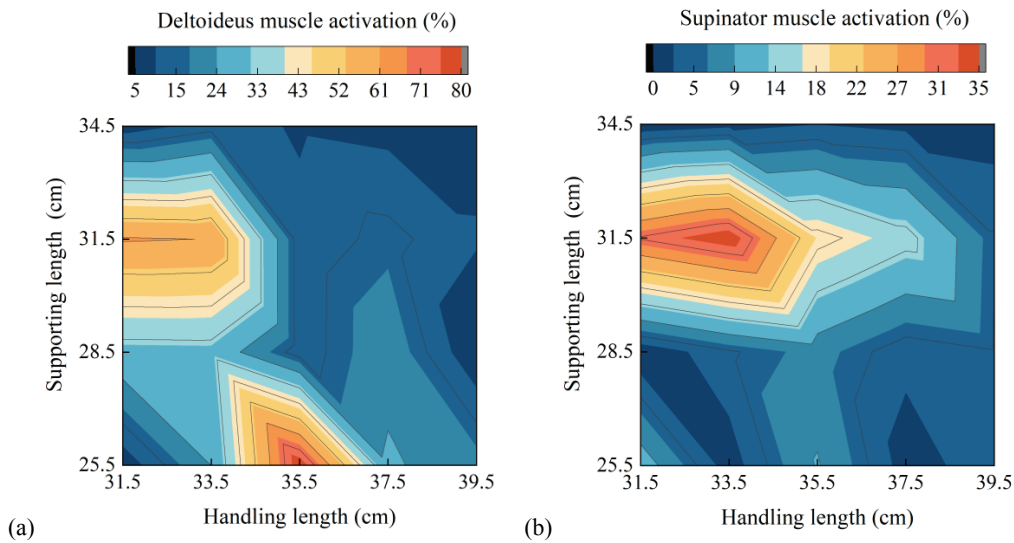 Deltoideus muscle activation (%)
5 15 24 33 43 52 61 71 80
34.5
31.5
28.5
25.5
Supporting length (cm)
31.5 33.5 35.5 37.5 39.5
Handling length (cm)
(a)
Supinator muscle activation (%)
0 5 9 14 18 22 27 31 35
34.5
31.5
28.5
25.5
Supporting length (cm)
31.5 33.5 35.5 37.5 39.5
Handling length (cm)
(b)